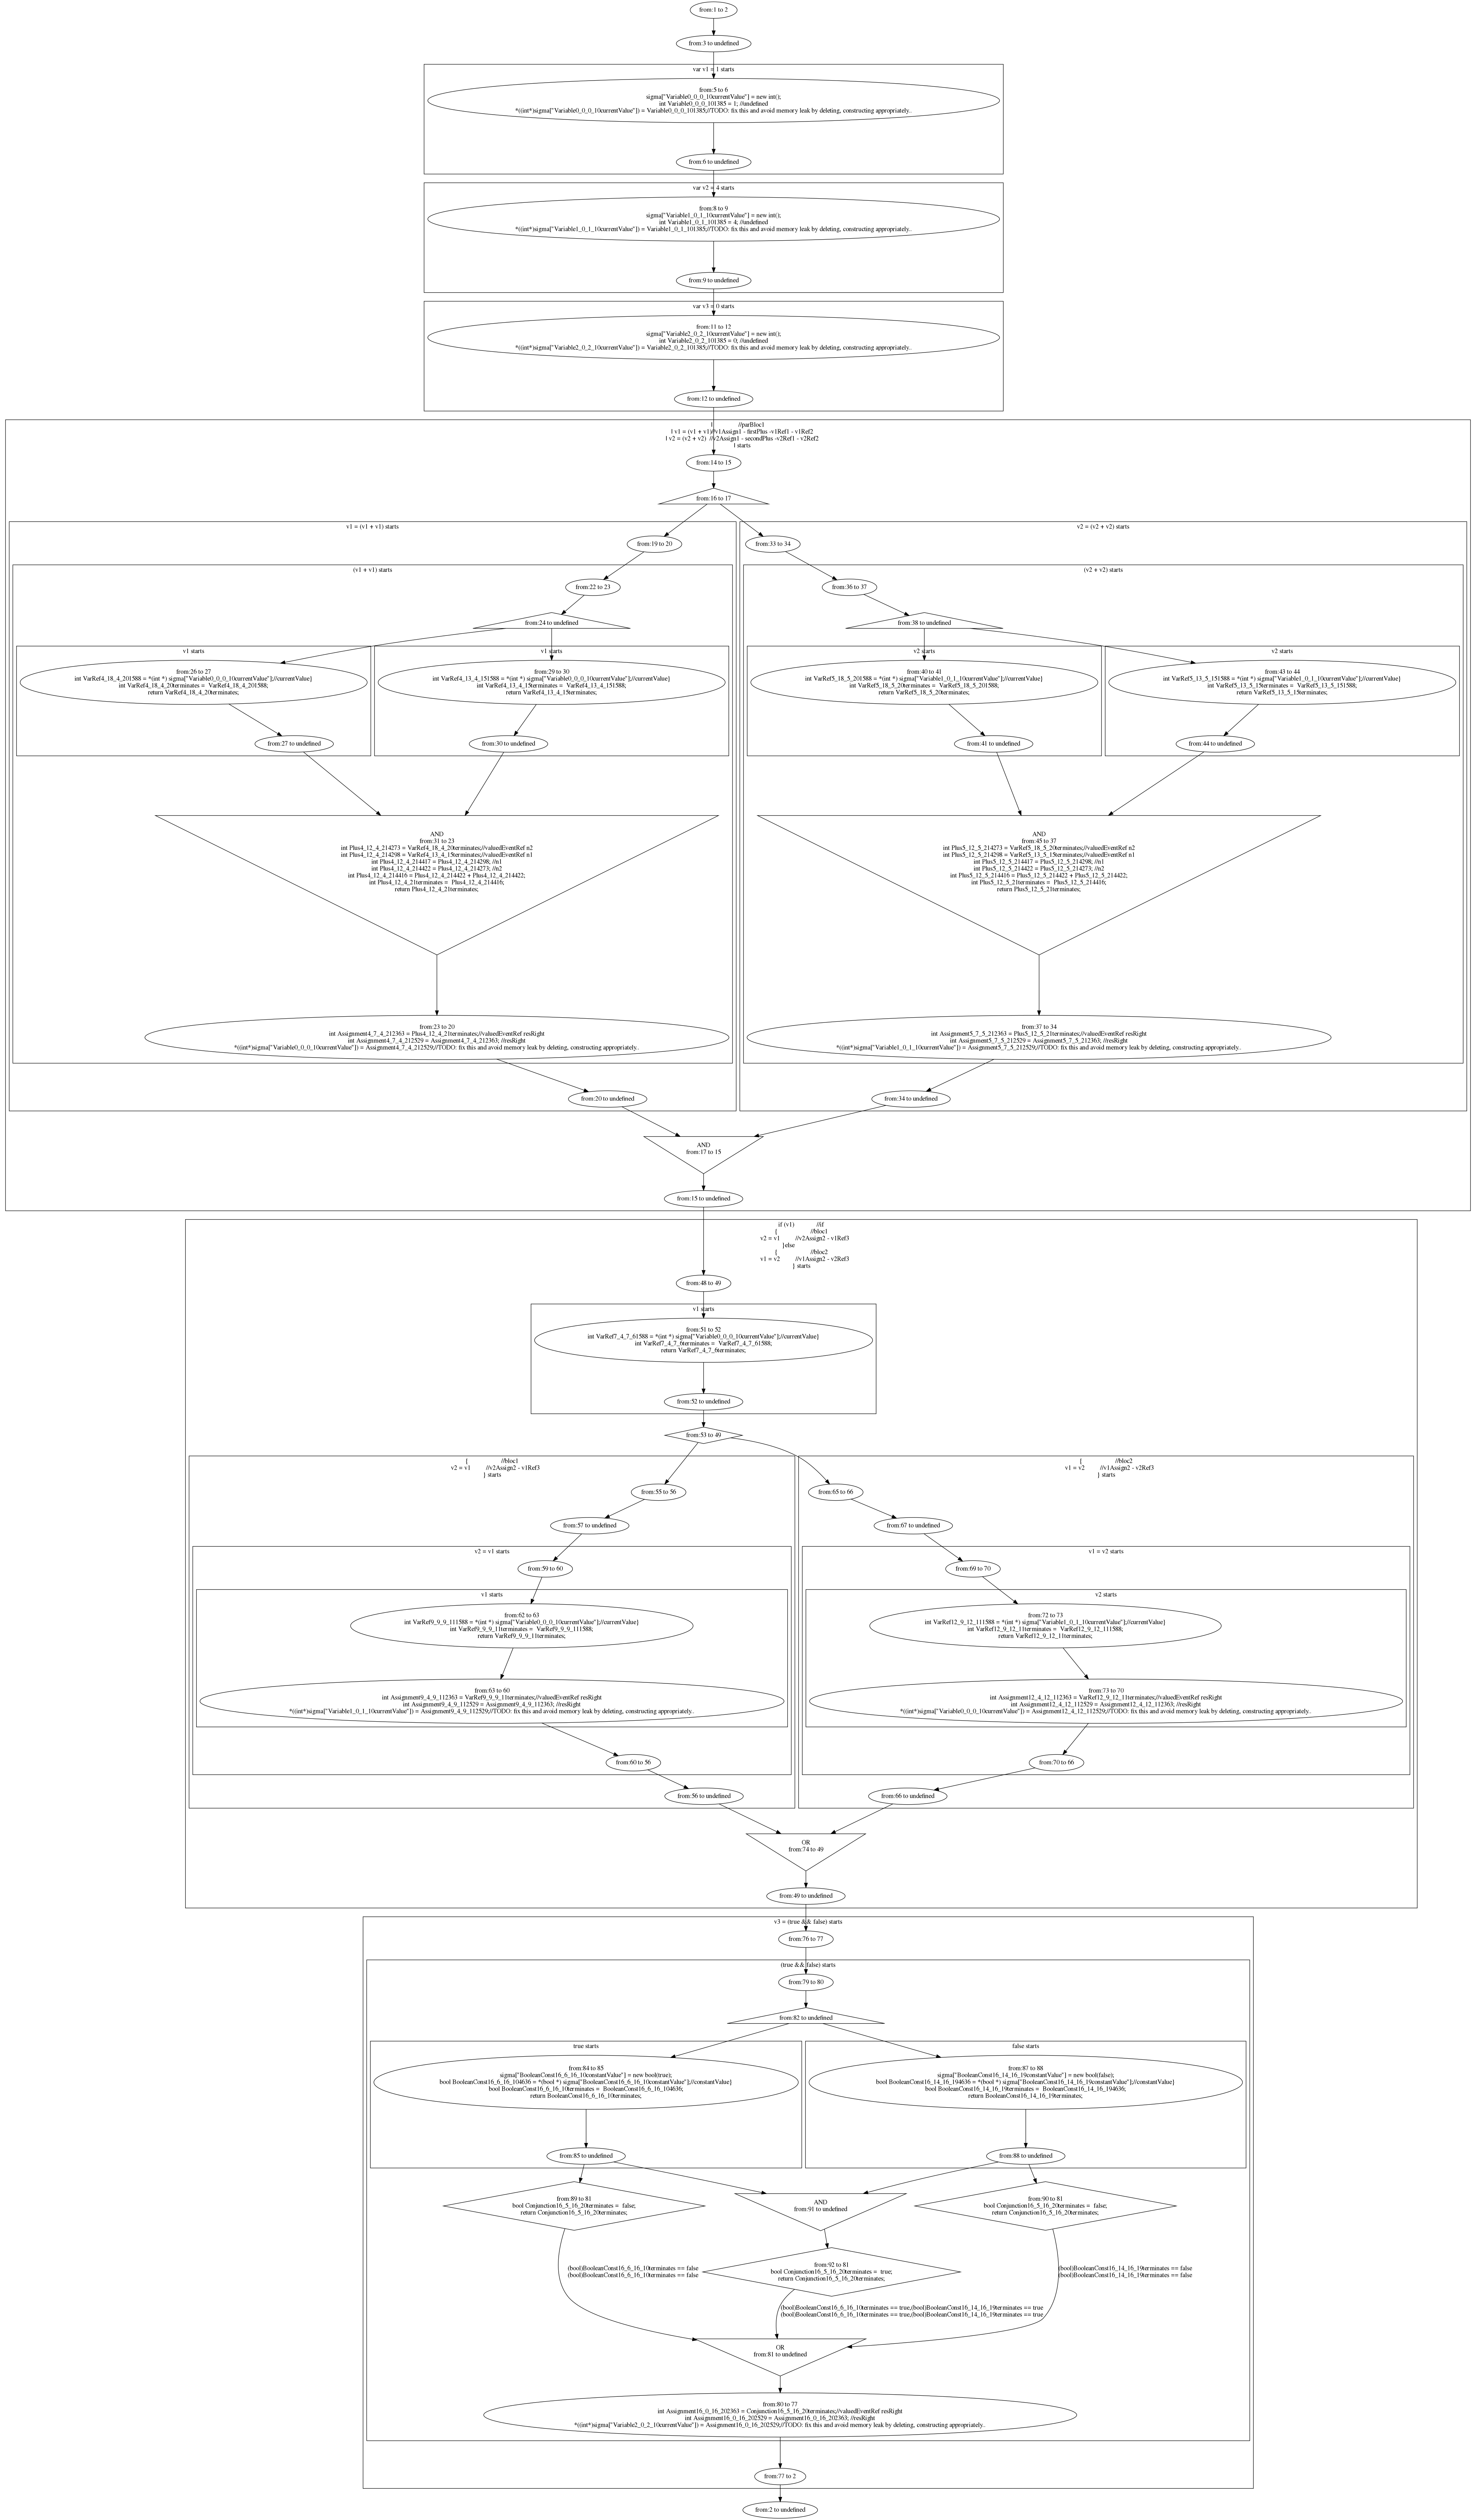 from:1 to 2
from:3 to undefined
var v1 = 1 starts
from:5 to 6
sigma["Variable0_0_0_10currentValue"] = new int();
int Variable0_0_0_101385 = 1; //undefined
*((int*)sigma["Variable0_0_0_10currentValue"]) = Variable0_0_0_101385;//TODO: fix this and avoid memory leak by deleting, constructing appropriately..
from:6 to undefined
var v2 = 4 starts
from:8 to 9
sigma["Variable1_0_1_10currentValue"] = new int();
int Variable1_0_1_101385 = 4; //undefined
*((int*)sigma["Variable1_0_1_10currentValue"]) = Variable1_0_1_101385;//TODO: fix this and avoid memory leak by deleting, constructing appropriately..
from:9 to undefined
var v3 = 0 starts
from:11 to 12
sigma["Variable2_0_2_10currentValue"] = new int();
int Variable2_0_2_101385 = 0; //undefined
*((int*)sigma["Variable2_0_2_10currentValue"]) = Variable2_0_2_101385;//TODO: fix this and avoid memory leak by deleting, constructing appropriately..
from:12 to undefined
{ //parBloc1
| v1 = (v1 + v1)//v1Assign1 - firstPlus -v1Ref1 - v1Ref2
| v2 = (v2 + v2) //v2Assign1 - secondPlus -v2Ref1 - v2Ref2
} starts
from:14 to 15
from:16 to 17
v1 = (v1 + v1) starts
from:19 to 20
(v1 + v1) starts
from:22 to 23
from:24 to undefined
v1 starts
from:26 to 27
int VarRef4_18_4_201588 = *(int *) sigma["Variable0_0_0_10currentValue"];//currentValue}
int VarRef4_18_4_20terminates = VarRef4_18_4_201588;
return VarRef4_18_4_20terminates;
from:27 to undefined
v1 starts
from:29 to 30
int VarRef4_13_4_151588 = *(int *) sigma["Variable0_0_0_10currentValue"];//currentValue}
int VarRef4_13_4_15terminates = VarRef4_13_4_151588;
return VarRef4_13_4_15terminates;
from:30 to undefined
AND
from:31 to 23
int Plus4_12_4_214273 = VarRef4_18_4_20terminates;//valuedEventRef n2
int Plus4_12_4_214298 = VarRef4_13_4_15terminates;//valuedEventRef n1
int Plus4_12_4_214417 = Plus4_12_4_214298; //n1
int Plus4_12_4_214422 = Plus4_12_4_214273; //n2
int Plus4_12_4_214416 = Plus4_12_4_214422 + Plus4_12_4_214422;
int Plus4_12_4_21terminates = Plus4_12_4_214416;
return Plus4_12_4_21terminates;
from:23 to 20
int Assignment4_7_4_212363 = Plus4_12_4_21terminates;//valuedEventRef resRight
int Assignment4_7_4_212529 = Assignment4_7_4_212363; //resRight
*((int*)sigma["Variable0_0_0_10currentValue"]) = Assignment4_7_4_212529;//TODO: fix this and avoid memory leak by deleting, constructing appropriately..
from:20 to undefined
v2 = (v2 + v2) starts
from:33 to 34
(v2 + v2) starts
from:36 to 37
from:38 to undefined
v2 starts
from:40 to 41
int VarRef5_18_5_201588 = *(int *) sigma["Variable1_0_1_10currentValue"];//currentValue}
int VarRef5_18_5_20terminates = VarRef5_18_5_201588;
return VarRef5_18_5_20terminates;
from:41 to undefined
v2 starts
from:43 to 44
int VarRef5_13_5_151588 = *(int *) sigma["Variable1_0_1_10currentValue"];//currentValue}
int VarRef5_13_5_15terminates = VarRef5_13_5_151588;
return VarRef5_13_5_15terminates;
from:44 to undefined
AND
from:45 to 37
int Plus5_12_5_214273 = VarRef5_18_5_20terminates;//valuedEventRef n2
int Plus5_12_5_214298 = VarRef5_13_5_15terminates;//valuedEventRef n1
int Plus5_12_5_214417 = Plus5_12_5_214298; //n1
int Plus5_12_5_214422 = Plus5_12_5_214273; //n2
int Plus5_12_5_214416 = Plus5_12_5_214422 + Plus5_12_5_214422;
int Plus5_12_5_21terminates = Plus5_12_5_214416;
return Plus5_12_5_21terminates;
from:37 to 34
int Assignment5_7_5_212363 = Plus5_12_5_21terminates;//valuedEventRef resRight
int Assignment5_7_5_212529 = Assignment5_7_5_212363; //resRight
*((int*)sigma["Variable1_0_1_10currentValue"]) = Assignment5_7_5_212529;//TODO: fix this and avoid memory leak by deleting, constructing appropriately..
from:34 to undefined
AND
from:17 to 15
from:15 to undefined
if (v1) //if
{ //bloc1
v2 = v1 //v2Assign2 - v1Ref3
}else
{ //bloc2
v1 = v2 //v1Assign2 - v2Ref3
} starts
from:48 to 49
v1 starts
from:51 to 52
int VarRef7_4_7_61588 = *(int *) sigma["Variable0_0_0_10currentValue"];//currentValue}
int VarRef7_4_7_6terminates = VarRef7_4_7_61588;
return VarRef7_4_7_6terminates;
from:52 to undefined
from:53 to 49
{ //bloc1
v2 = v1 //v2Assign2 - v1Ref3
} starts
from:55 to 56
from:57 to undefined
v2 = v1 starts
from:59 to 60
v1 starts
from:62 to 63
int VarRef9_9_9_111588 = *(int *) sigma["Variable0_0_0_10currentValue"];//currentValue}
int VarRef9_9_9_11terminates = VarRef9_9_9_111588;
return VarRef9_9_9_11terminates;
from:63 to 60
int Assignment9_4_9_112363 = VarRef9_9_9_11terminates;//valuedEventRef resRight
int Assignment9_4_9_112529 = Assignment9_4_9_112363; //resRight
*((int*)sigma["Variable1_0_1_10currentValue"]) = Assignment9_4_9_112529;//TODO: fix this and avoid memory leak by deleting, constructing appropriately..
from:60 to 56
from:56 to undefined
{ //bloc2
v1 = v2 //v1Assign2 - v2Ref3
} starts
from:65 to 66
from:67 to undefined
v1 = v2 starts
from:69 to 70
v2 starts
from:72 to 73
int VarRef12_9_12_111588 = *(int *) sigma["Variable1_0_1_10currentValue"];//currentValue}
int VarRef12_9_12_11terminates = VarRef12_9_12_111588;
return VarRef12_9_12_11terminates;
from:73 to 70
int Assignment12_4_12_112363 = VarRef12_9_12_11terminates;//valuedEventRef resRight
int Assignment12_4_12_112529 = Assignment12_4_12_112363; //resRight
*((int*)sigma["Variable0_0_0_10currentValue"]) = Assignment12_4_12_112529;//TODO: fix this and avoid memory leak by deleting, constructing appropriately..
from:70 to 66
from:66 to undefined
OR
from:74 to 49
from:49 to undefined
v3 = (true && false) starts
from:76 to 77
(true && false) starts
from:79 to 80
from:82 to undefined
true starts
from:84 to 85
sigma["BooleanConst16_6_16_10constantValue"] = new bool(true);
bool BooleanConst16_6_16_104636 = *(bool *) sigma["BooleanConst16_6_16_10constantValue"];//constantValue}
bool BooleanConst16_6_16_10terminates = BooleanConst16_6_16_104636;
return BooleanConst16_6_16_10terminates;
from:85 to undefined
false starts
from:87 to 88
sigma["BooleanConst16_14_16_19constantValue"] = new bool(false);
bool BooleanConst16_14_16_194636 = *(bool *) sigma["BooleanConst16_14_16_19constantValue"];//constantValue}
bool BooleanConst16_14_16_19terminates = BooleanConst16_14_16_194636;
return BooleanConst16_14_16_19terminates;
from:88 to undefined
from:89 to 81
bool Conjunction16_5_16_20terminates = false;
return Conjunction16_5_16_20terminates;
AND
from:91 to undefined
from:90 to 81
bool Conjunction16_5_16_20terminates = false;
return Conjunction16_5_16_20terminates;
(bool)BooleanConst16_6_16_10terminates == false
(bool)BooleanConst16_6_16_10terminates == false
from:92 to 81
bool Conjunction16_5_16_20terminates = true;
return Conjunction16_5_16_20terminates;
(bool)BooleanConst16_14_16_19terminates == false
(bool)BooleanConst16_14_16_19terminates == false
(bool)BooleanConst16_6_16_10terminates == true,(bool)BooleanConst16_14_16_19terminates == true
(bool)BooleanConst16_6_16_10terminates == true,(bool)BooleanConst16_14_16_19terminates == true
OR
from:81 to undefined
from:80 to 77
int Assignment16_0_16_202363 = Conjunction16_5_16_20terminates;//valuedEventRef resRight
int Assignment16_0_16_202529 = Assignment16_0_16_202363; //resRight
*((int*)sigma["Variable2_0_2_10currentValue"]) = Assignment16_0_16_202529;//TODO: fix this and avoid memory leak by deleting, constructing appropriately..
from:77 to 2
from:2 to undefined